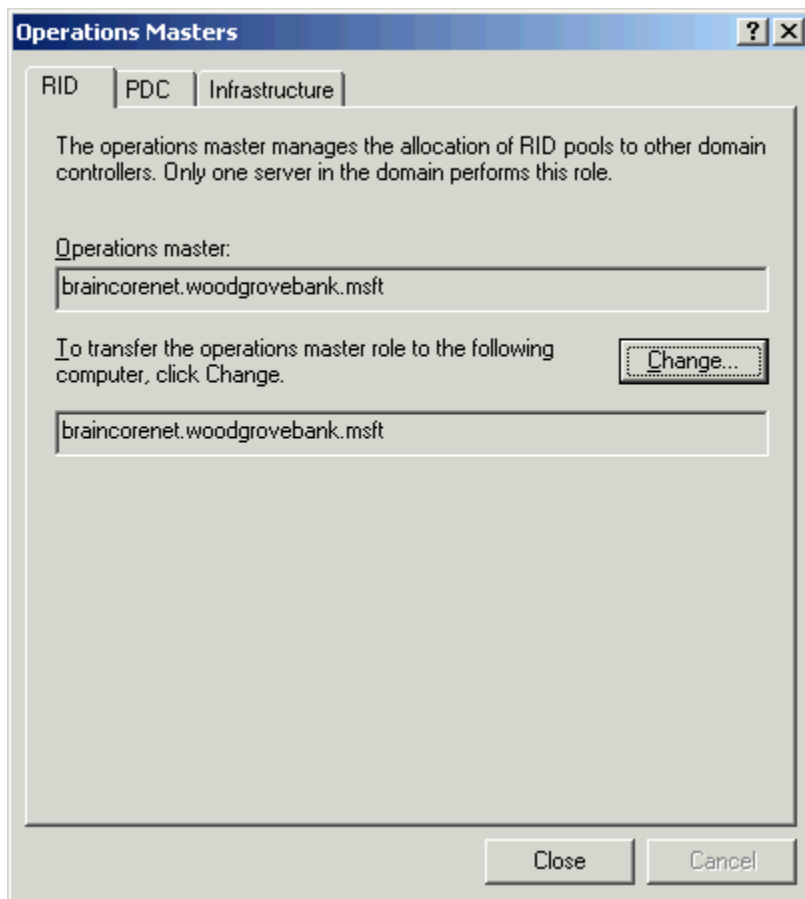 Operations Masters
RID PDC Infrastructure
The operations master manages the allocation of RID pools to other domain
controllers. Only one server in the domain performs this role.
Operations master:
braincorenet.woodgrovebank.msft
To transfer the operations master role to the following
computer, click Change.
Change...
braincorenet.woodgrovebank.msft
Close Cancel